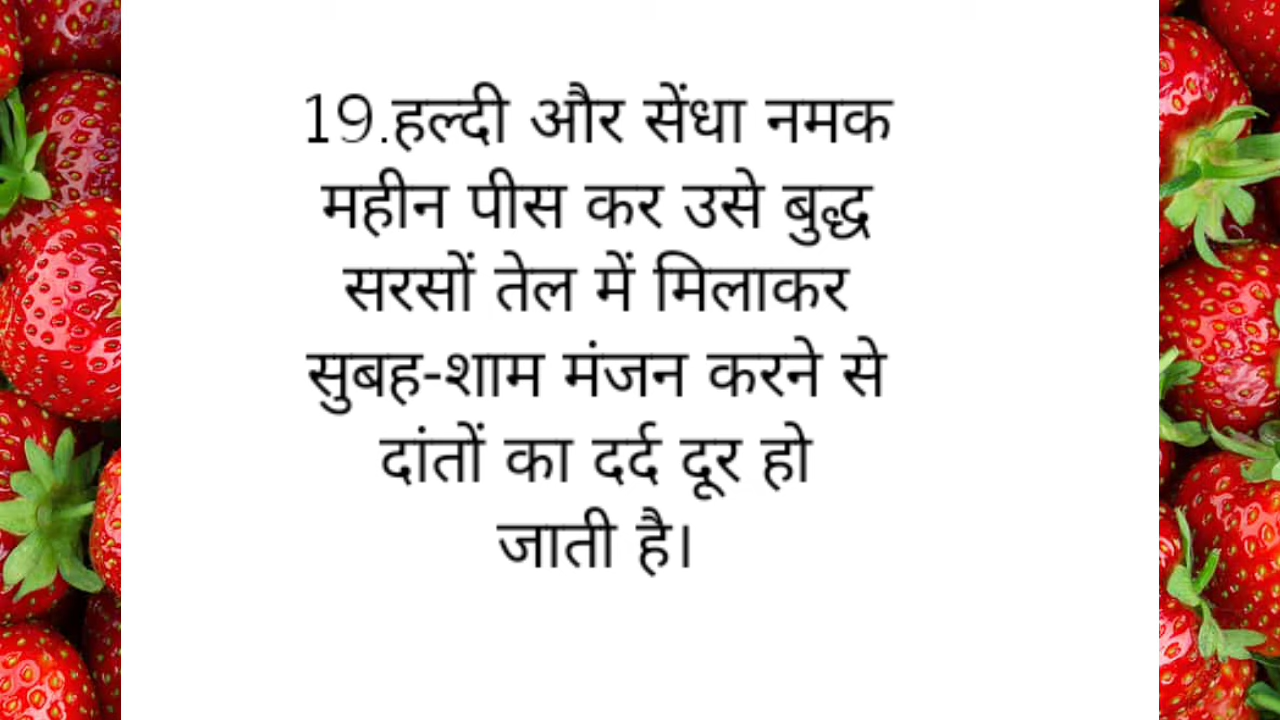 19.हल्दी और सेंधा नमक
महीन पीस कर उसे बुद्ध
सरसों तेल में मिलाकर
सुबह-शाम मंजन करने से
दांतों का दर्द दूर हो
जाती है।